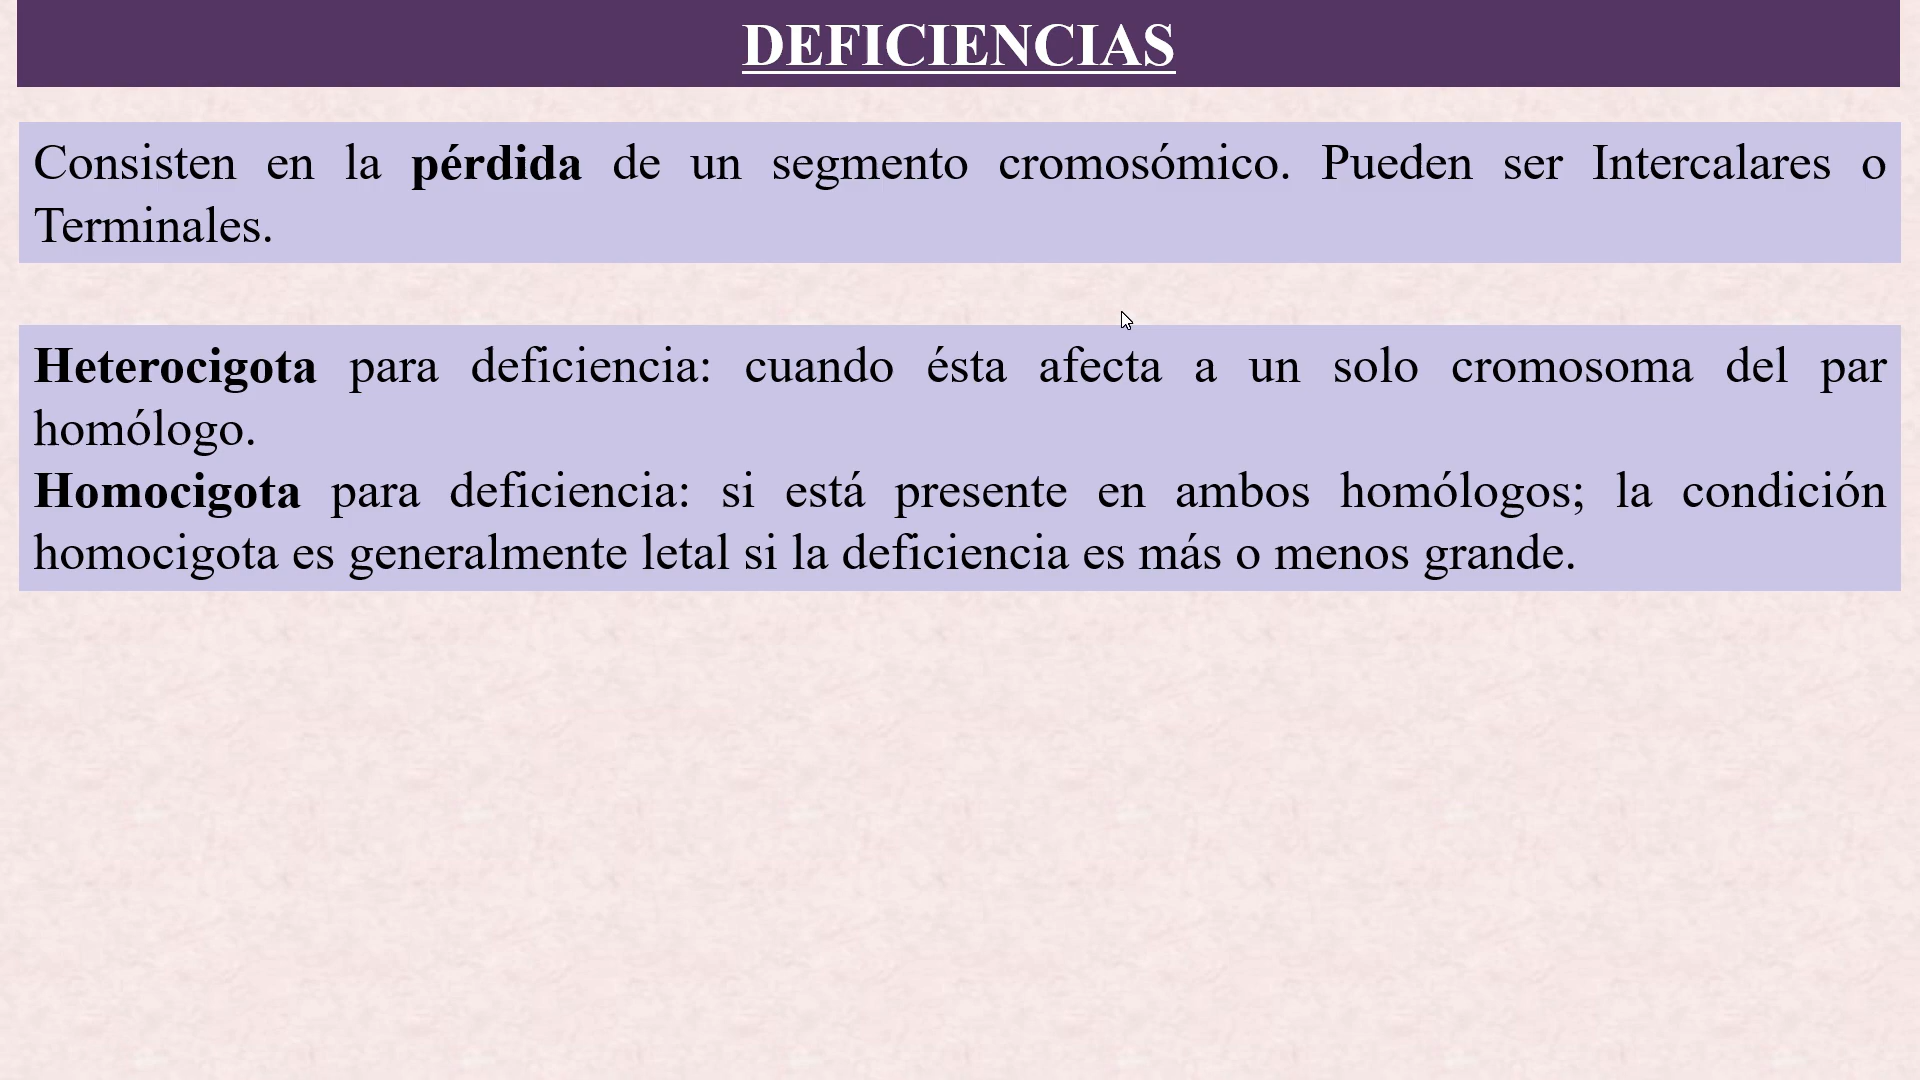 DEFICIENCIAS
Consisten en la pérdida de un segmento cromosómico. Pueden ser Intercalares o
Terminales.
Heterocigota para deficiencia: cuando ésta afecta a un solo cromosoma del par
homólogo.
Homocigota para deficiencia: si está presente en ambos homólogos; la condición
homocigota es generalmente letal si la deficiencia es más o menos grande.